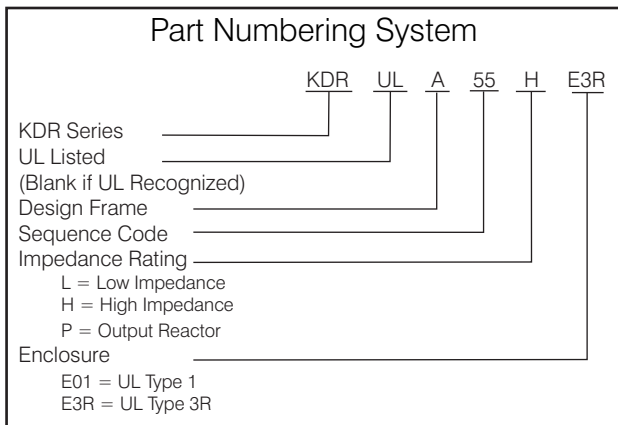 Part Numbering System
KDR UL A 55 H E3R
KDR Series
UL Listed
(Blank if UL Recognized)
Design Frame
Sequence Code
Impedance Rating
L = Low Impedance
H = High Impedance
P = Output Reactor
Enclosure
E01 = UL Type 1
E3R = UL Type 3R